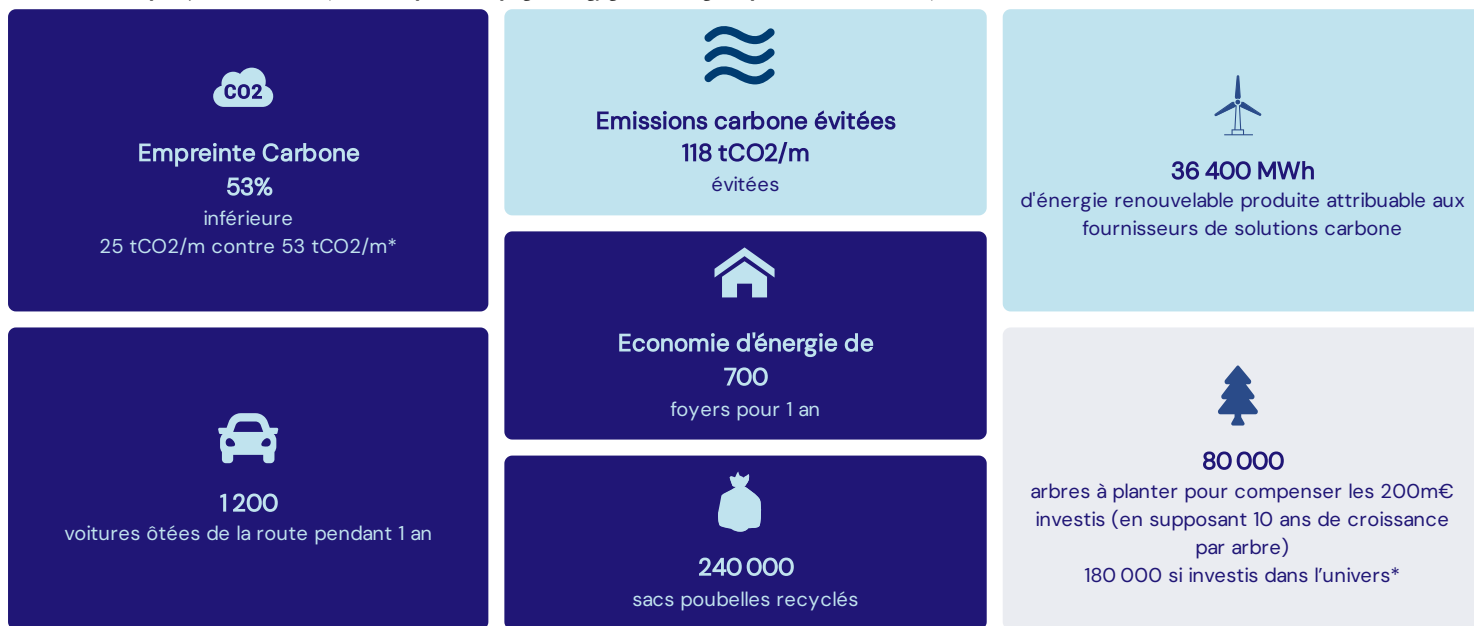 CO2
Empreinte Carbone
53%
inférieure
25 tCO2/m contre 53 tCO2/m*
1 200
voitures ôtées de la route pendant 1 an
Emissions carbone évitées
118 tCO2/m
évitées
Economie d'énergie de
700
foyers pour 1 an
240 000
sacs poubelles recyclés
36 400 MWh
d'énergie renouvelable produite attribuable aux
fournisseurs de solutions carbone
80 000
arbres à planter pour compenser les 200m€
investis (en supposant 10 ans de croissance
par arbre)
180 000 si investis dans l’univers*